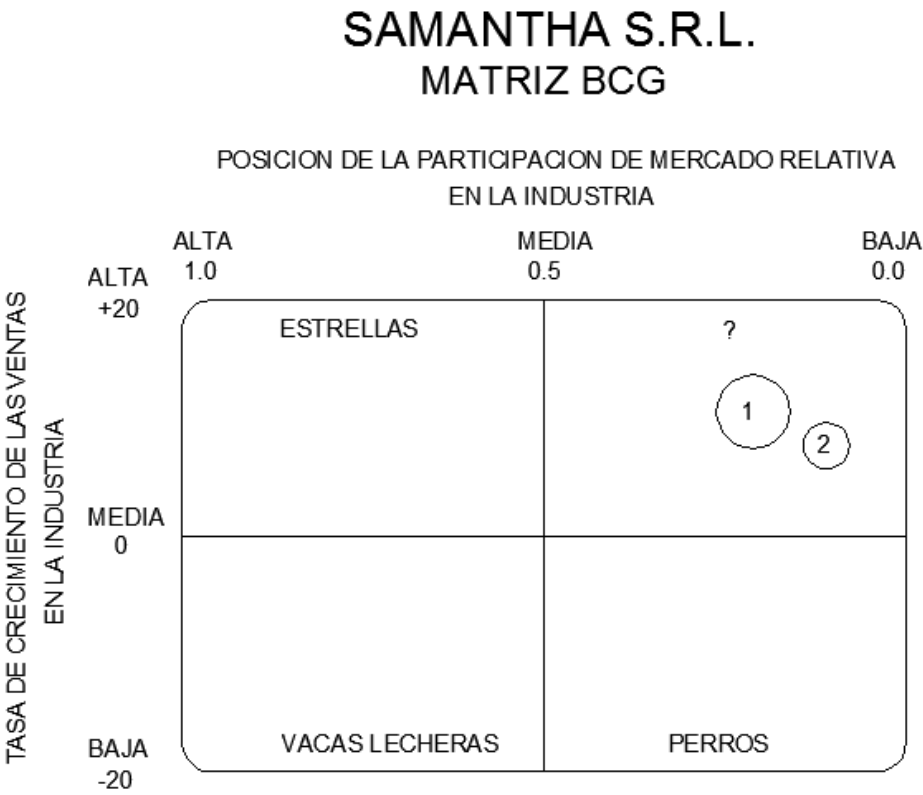 SAMANTHA S.R.L.
MATRIZ BCG
POSICION DE LA PARTICIPACION DE MERCADO RELATIVA
EN LA INDUSTRIA
ALTA
1.0
MEDIA
0.5
BAJA
0.0
TASA DE CRECIMIENTO DE LAS VENTAS
EN LA INDUSTRIA
ALTA
+20
ESTRELLAS
?
1
2
MEDIA
0
BAJA
-20
VACAS LECHERAS
PERROS